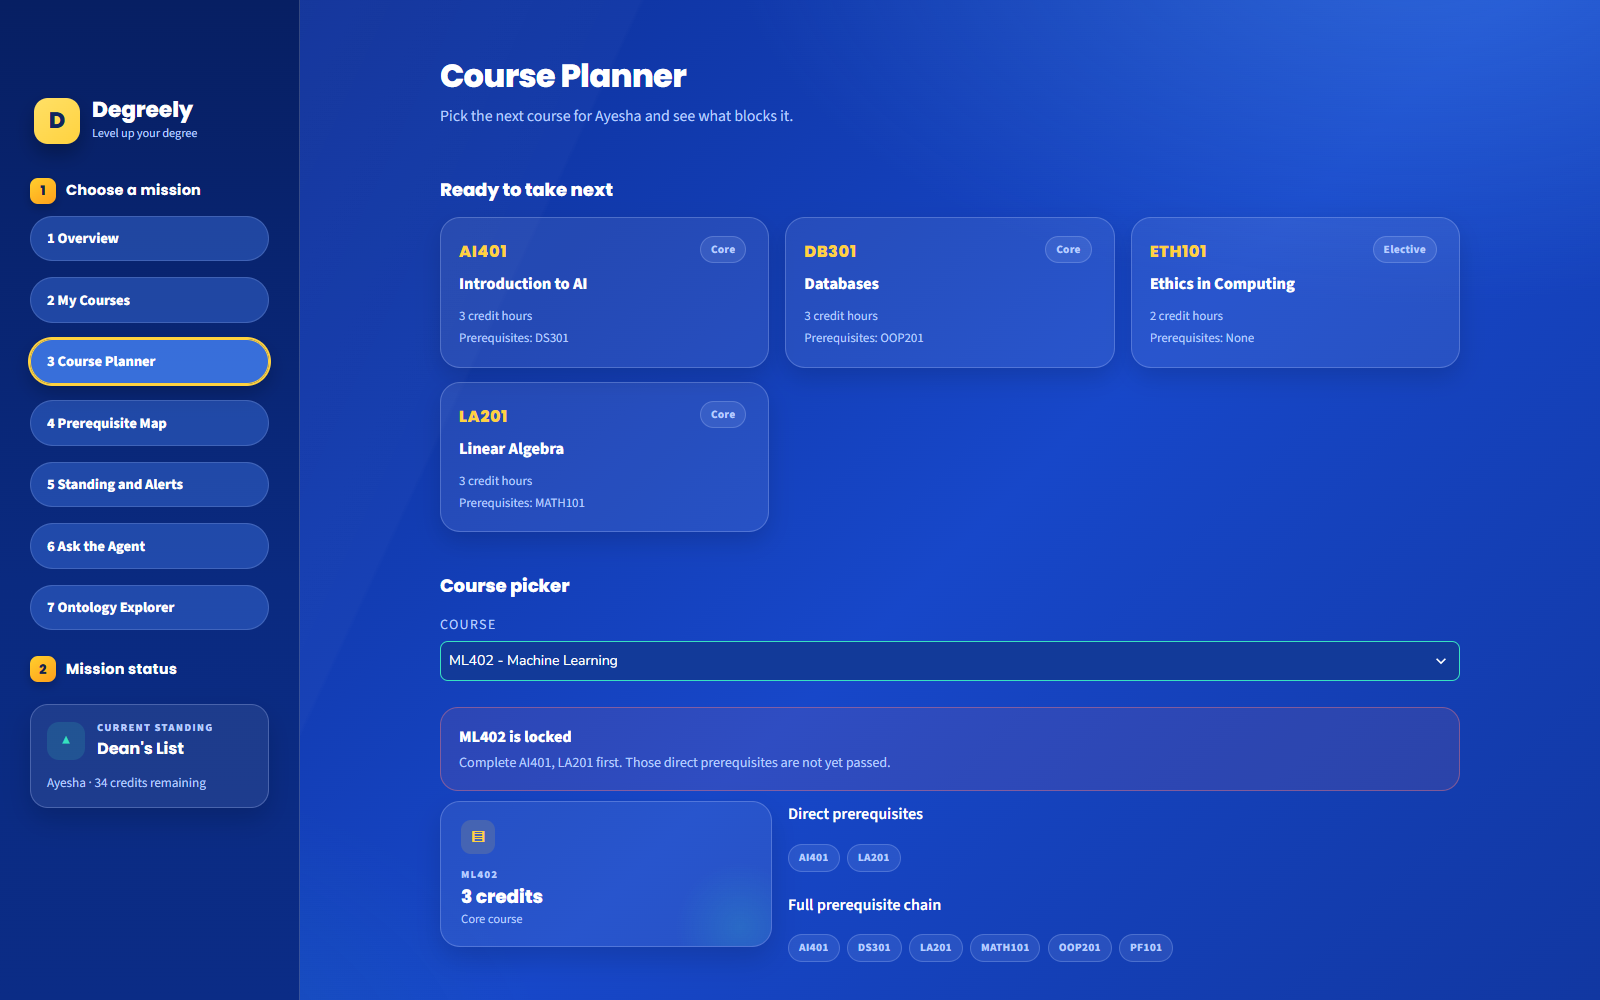 D
Degreely
Level up your degree
1 Choose a mission
1 Overview
2 My Courses
3 Course Planner
4 Prerequisite Map
5 Standing and Alerts
6 Ask the Agent
7 Ontology Explorer
2 Mission status
CURRENT STANDING
Dean's List
Ayesha · 34 credits remaining
Course Planner
Pick the next course for Ayesha and see what blocks it.
Ready to take next
AI401 Core
Introduction to AI
3 credit hours
Prerequisites: DS301
DB301 Core
Databases
3 credit hours
Prerequisites: OOP201
ETH101 Elective
Ethics in Computing
2 credit hours
Prerequisites: None
LA201 Core
Linear Algebra
3 credit hours
Prerequisites: MATH101
Course picker
COURSE
ML402 - Machine Learning
ML402 is locked
Complete AI401, LA201 first. Those direct prerequisites are not yet passed.
ML402
3 credits
Core course
Direct prerequisites
AI401 LA201
Full prerequisite chain
AI401 DS301 LA201 MATH101 OOP201 PF101